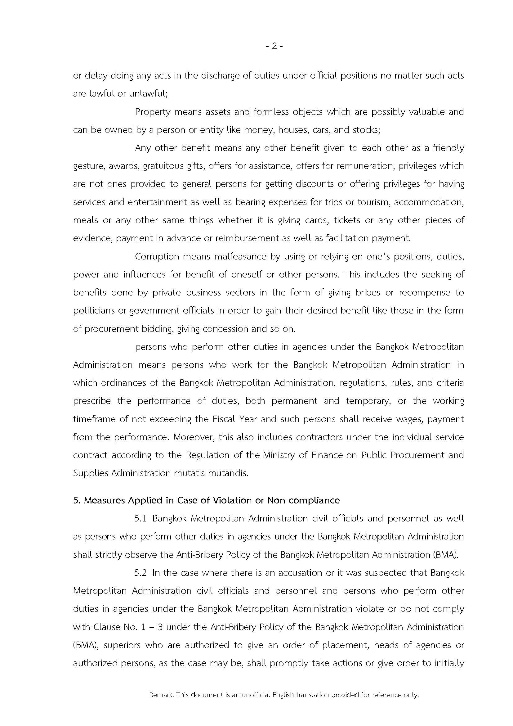 - 2 -
or delay doing any acts in the discharge of duties under official positions no matter such acts
are lawful or unlawful;
Property means assets and formless objects which are possibly valuable and
can be owned by a person or entity like money, houses, cars, and stocks;
Any other benefit means any other benefit given to each other as a friendly
gesture, awards, gratuitous gifts, offers for assistance, offers for remuneration, privileges which
are not ones provided to general persons for getting discounts or offering privileges for having
services and entertainment as well as bearing expenses for trips or tourism, accommodation,
meals or any other same things whether it is giving cards, tickets or any other pieces of
evidence, payment in advance or reimbursement as well as facilitation payment.
Corruption means malfeasance by using or relying on one's positions, duties,
power and influences for benefit of oneself or other persons. This includes the seeking of
benefits done by private business sectors in the form of giving bribes or recompense to
politicians or government officials in order to gain their desired benefit like those in the form
of procurement bidding, giving concession and so on.
persons who perform other duties in agencies under the Bangkok Metropolitan
Administration means persons who work for the Bangkok Metropolitan Administration in
which ordinances of the Bangkok Metropolitan Administration, regulations, rules, and criteria
prescribe the performance of duties, both permanent and temporary, or the working
timeframe of not exceeding the Fiscal Year and such persons shall receive wages, payment
from the performance. Moreover, this also includes contractors under the individual service
contract according to the Regulation of the Ministry of Finance on Public Procurement and
Supplies Administration mutatis mutandis.
5. Measures Applied in Case of Violation or Non-compliance
5.1 Bangkok Metropolitan Administration civil officials and personnel as well
as persons who perform other duties in agencies under the Bangkok Metropolitan Administration
shall strictly observe the Anti-Bribery Policy of the Bangkok Metropolitan Administration (BMA).
5.2 In the case where there is an accusation or it was suspected that Bangkok
Metropolitan Administration civil officials and personnel and persons who perform other
duties in agencies under the Bangkok Metropolitan Administration violate or do not comply
with Clause No. 1 – 3 under the Anti-Bribery Policy of the Bangkok Metropolitan Administration
(BMA), superiors who are authorized to give an order of placement, heads of agencies or
authorized persons, as the case may be, shall promptly take actions or give order to initially
Remark: This document is an unofficial English translation provided for reference only.